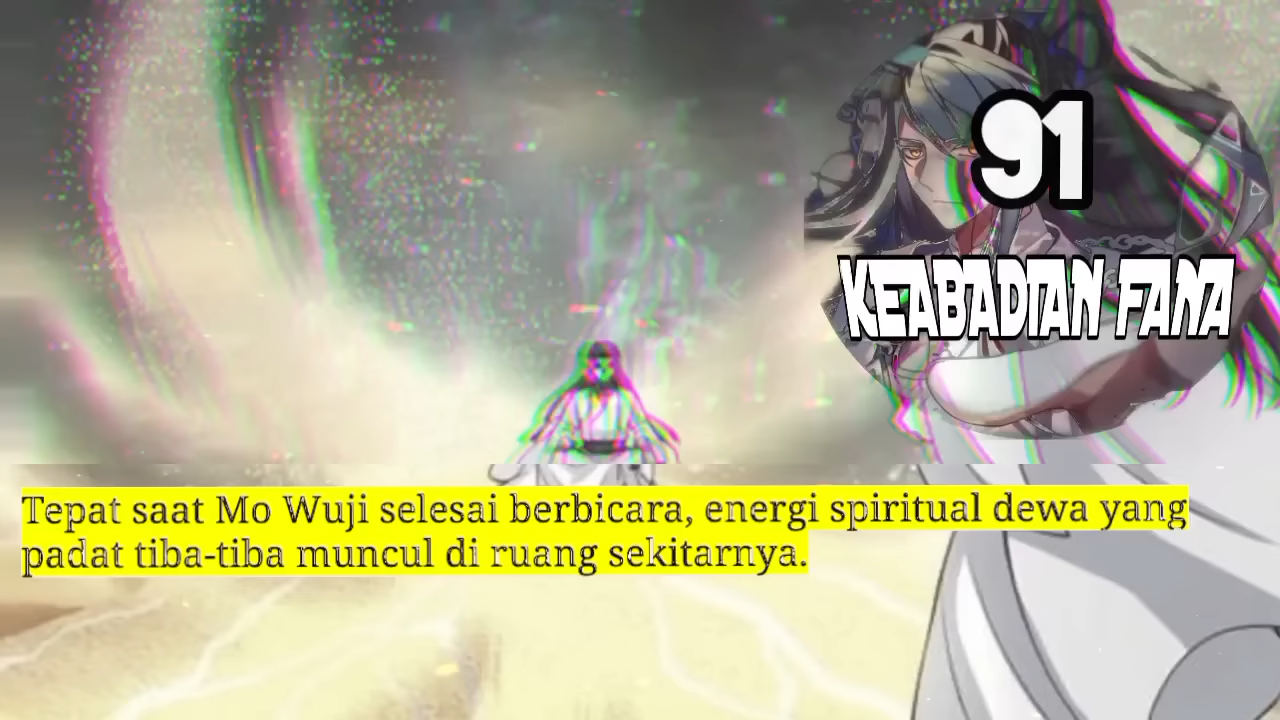 91
KEABADIAN FANA
Tepat saat Mo Wuji selesai berbicara, energi spiritual dewa yang
padat tiba-tiba muncul di ruang sekitarnya.